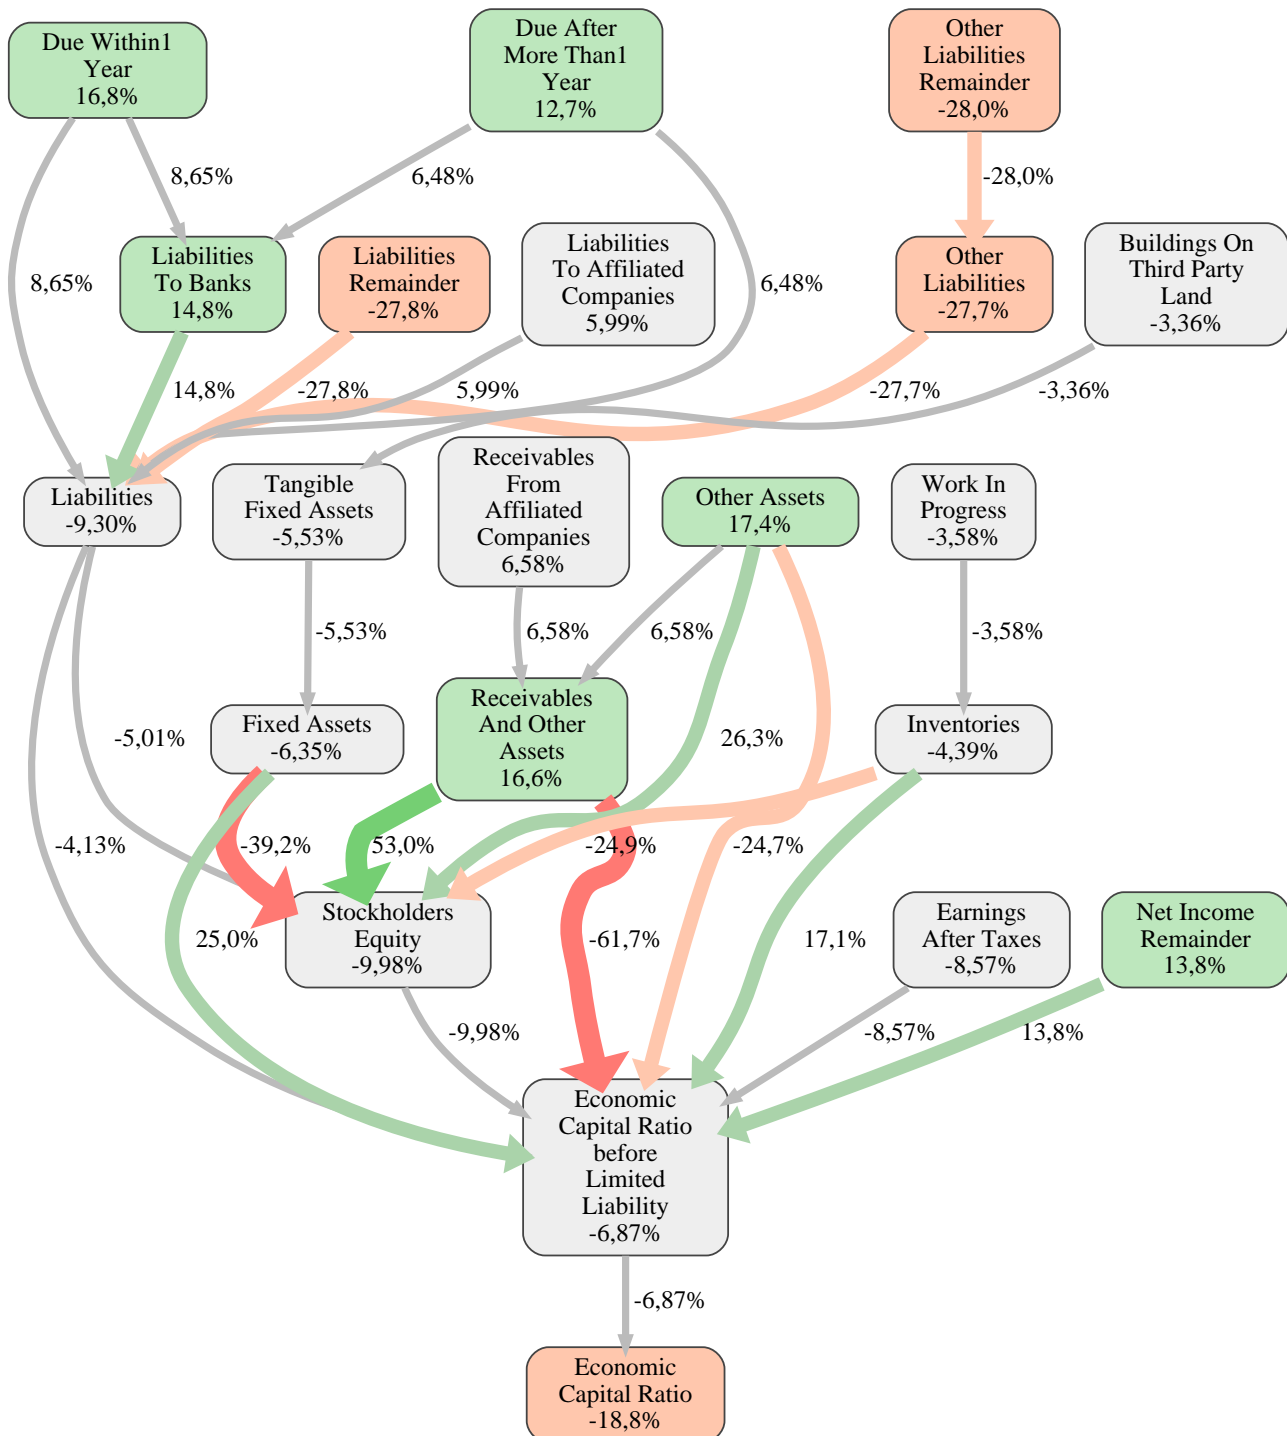 Due Within1
Year
16,8%
Due After
More Than1
Year
12,7%
Other
Liabilities
Remainder
-28,0%
8,65%
6,48%
-28,0%
Liabilities
To Banks
14,8%
Liabilities
Remainder
-27,8%
Liabilities
To Affiliated
Companies
5,99%
Other
Liabilities
-27,7%
Buildings On
Third Party
Land
-3,36%
8,65%
6,48%
14,8%
-27,8%
5,99%
-27,7%
-3,36%
Liabilities
-9,30%
Tangible
Fixed Assets
-5,53%
Receivables
From
Affiliated
Companies
6,58%
Other Assets
17,4%
Work In
Progress
-3,58%
-5,53%
6,58%
6,58%
-3,58%
Fixed Assets
-6,35%
Receivables
And Other
Assets
16,6%
Inventories
-4,39%
-5,01%
26,3%
-4,13%
-39,2%
53,0%
-24,9%
-24,7%
Stockholders
Equity
-9,98%
Earnings
After Taxes
-8,57%
Net Income
Remainder
13,8%
25,0%
-61,7%
17,1%
-9,98%
-8,57%
13,8%
Economic
Capital Ratio
before
Limited
Liability
-6,87%
-6,87%
Economic
Capital Ratio
-18,8%